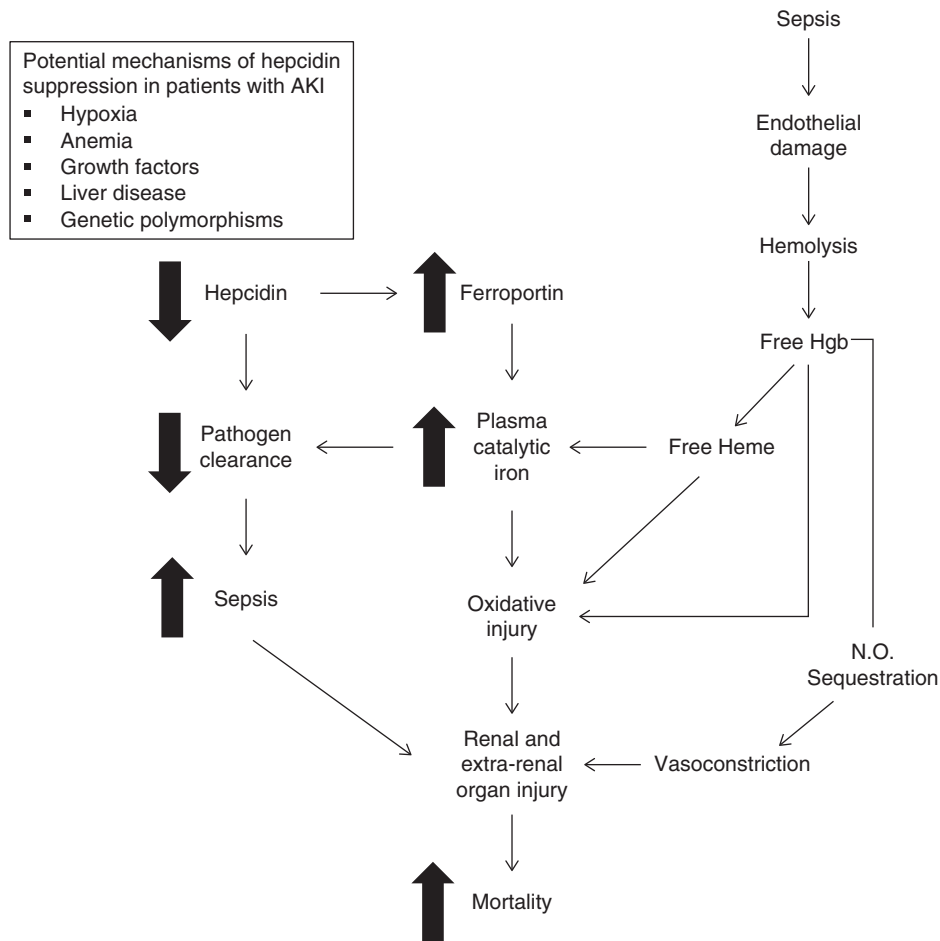 Potential mechanisms of hepcidin
suppression in patients with AKI
▪ Hypoxia
▪ Anemia
▪ Growth factors
▪ Liver disease
▪ Genetic polymorphisms
Sepsis
Endothelial
damage
Hemolysis
Free Hgb
Hepcidin
Ferroportin
Pathogen
clearance
Plasma
catalytic
iron
Free Heme
Sepsis
Oxidative
injury
N.O.
Sequestration
Renal and
extra-renal
organ injury
Vasoconstriction
Mortality